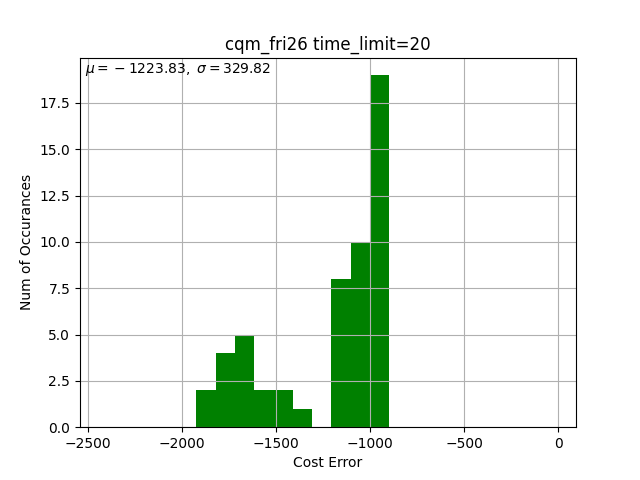 cqm_fri26 time_limit=20
μ = −1223.83, σ = 329.82
17.5
15.0
12.5
10.0
7.5
5.0
2.5
0.0
Num of Occurances
−2500 −2000 −1500 −1000 −500 0
Cost Error